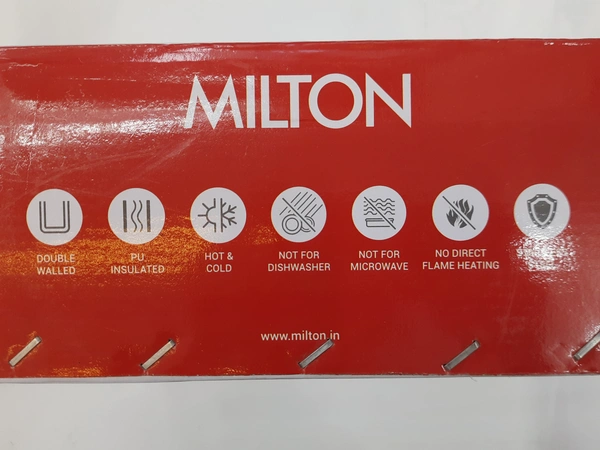 MILTON
DOUBLE
WALLED
PU
INSULATED
HOT &
COLD
NOT FOR
DISHWASHER
NOT FOR
MICROWAVE
NO DIRECT
FLAME HEATING
www.milton.in